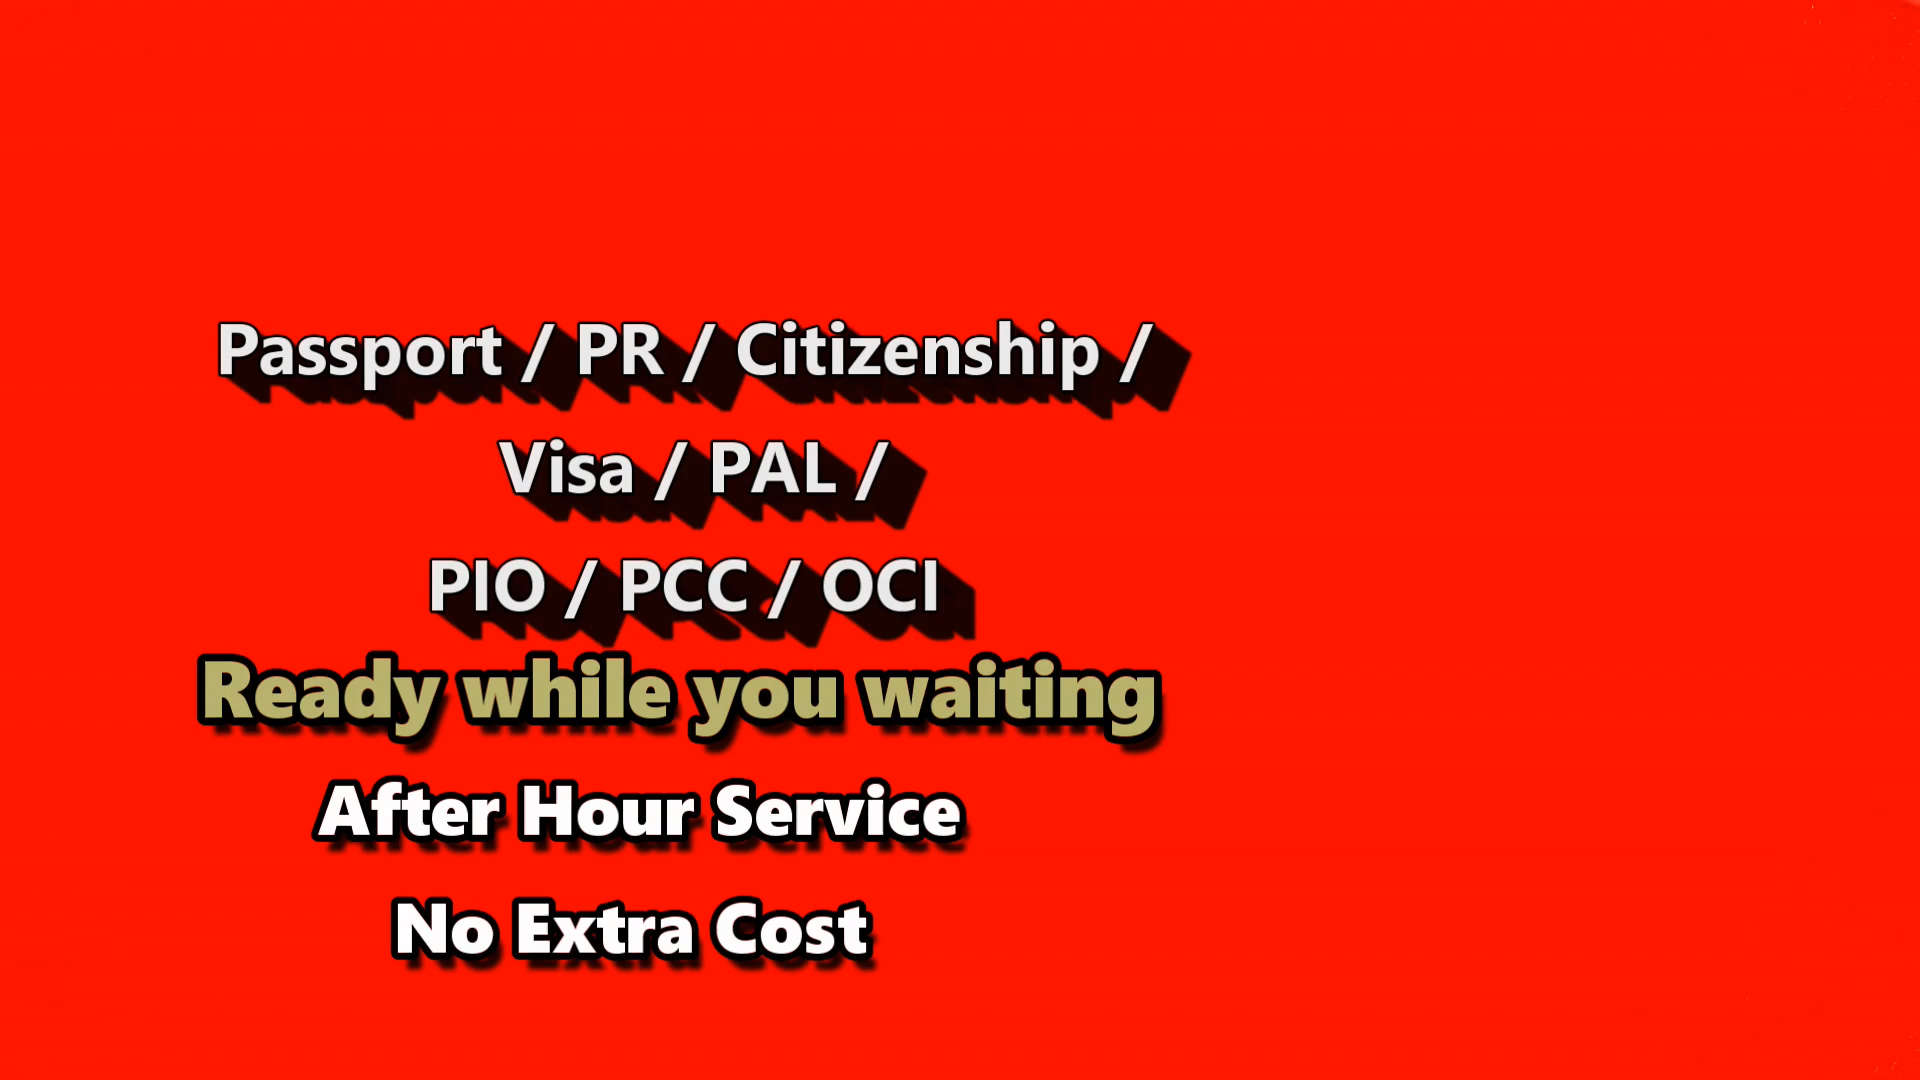 Passport / PR / Citizenship /
Visa / PAL /
PIO / PCC / OCI
Ready while you waiting
After Hour Service
No Extra Cost